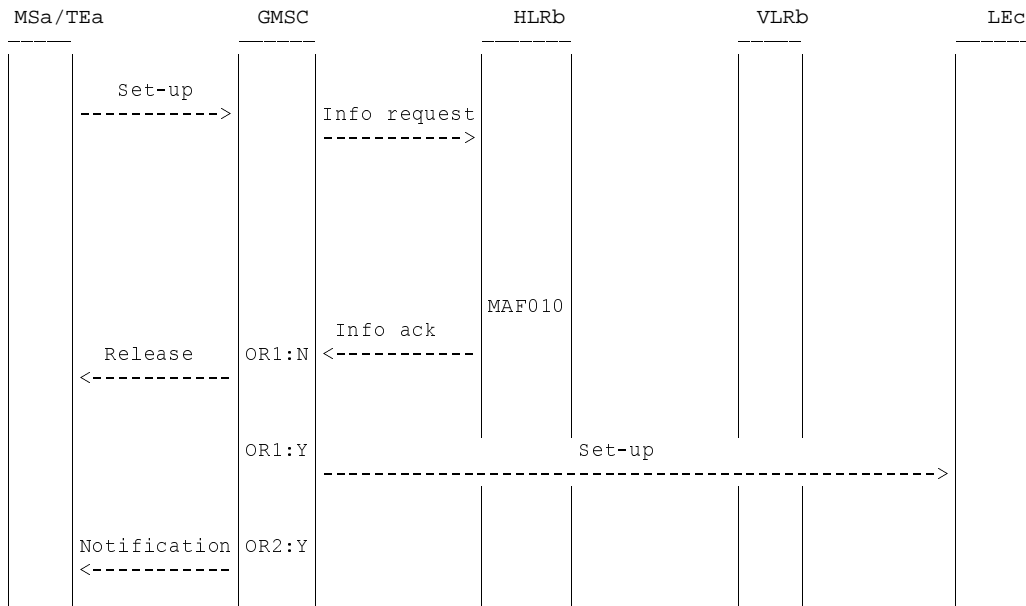 MSa/TEa GMSC HLRb VLRb LEc
Set-up
Info request
MAF010
Info ack
Release OR1:N
OR1:Y Set-up
Notification OR2:Y